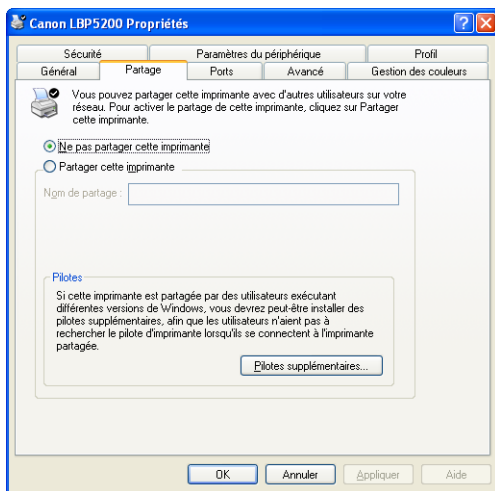 Canon LBP5200 Propriétés
Sécurité Paramètres du périphérique Profil
Général Partage Ports Avancé Gestion des couleurs
Vous pouvez partager cette imprimante avec d'autres utilisateurs sur votre
réseau. Pour activer le partage de cette imprimante, cliquez sur Partager
cette imprimante.
Ne pas partager cette imprimante
Partager cette imprimante
Nom de partage :
Pilotes
Si cette imprimante est partagée par des utilisateurs exécutant
différentes versions de Windows, vous devrez peut-être installer des
pilotes supplémentaires, afin que les utilisateurs n'aient pas à
rechercher le pilote d'imprimante lorsqu'ils se connectent à l'imprimante
partagée.
Pilotes supplémentaires...
OK Annuler Appliquer Aide